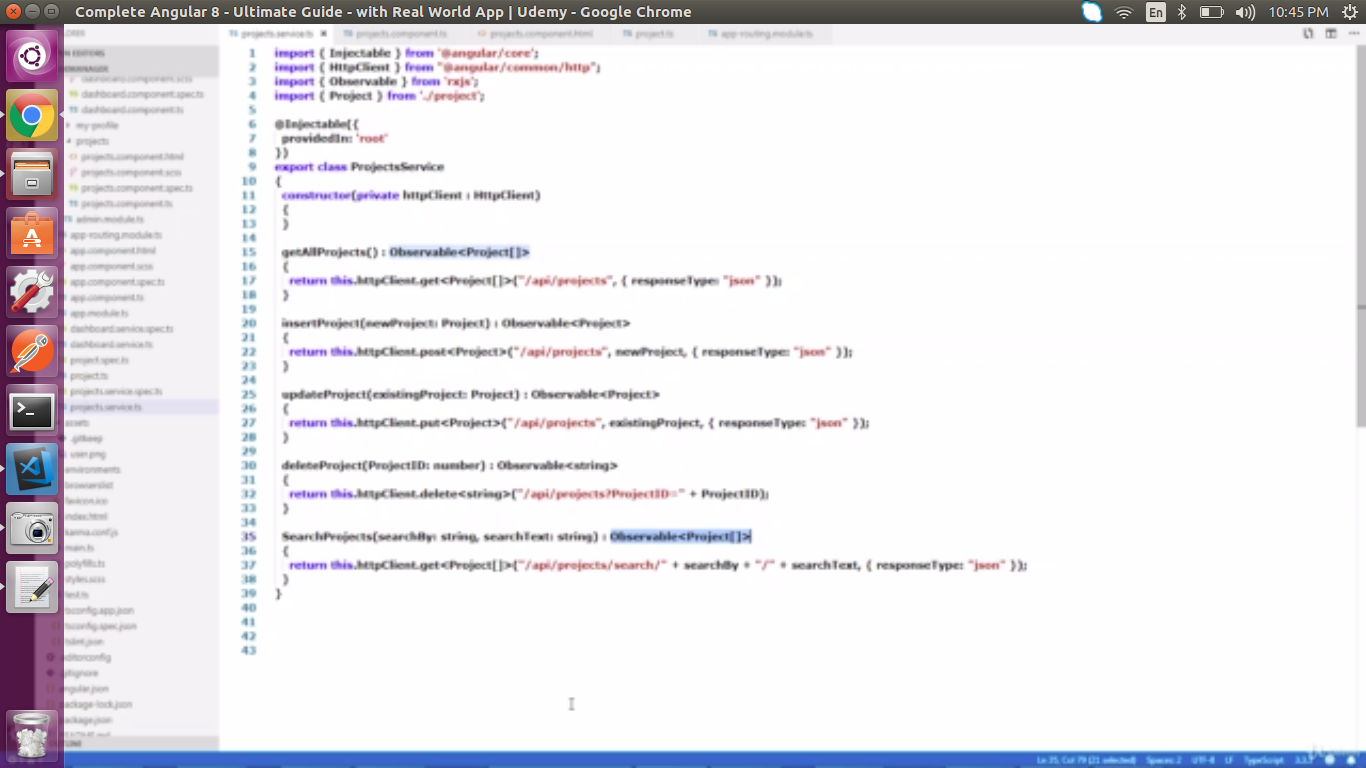 Complete Angular 8 - Ultimate Guide - with Real World App | Udemy - Google Chrome
En
10:45 PM
projects.service.ts
projects.component.ts
projects.component.html
project.ts
app-routing.module.ts
dashboard.component.scss
dashboard.component.spec.ts
dashboard.component.ts
my-profile
projects
projects.component.html
projects.component.scss
projects.component.spec.ts
projects.component.ts
admin.module.ts
app-routing.module.ts
app.component.html
app.component.scss
app.component.spec.ts
app.component.ts
app.module.ts
dashboard.service.spec.ts
dashboard.service.ts
project.spec.ts
project.ts
projects.service.spec.ts
projects.service.ts
assets
.gitkeep
user.png
environments
browserslist
favicon.ico
index.html
karma.conf.js
main.ts
polyfills.ts
styles.scss
test.ts
tsconfig.app.json
tsconfig.spec.json
tslint.json
.editorconfig
.gitignore
angular.json
package-lock.json
package.json
1 import { Injectable } from '@angular/core';
2 import { HttpClient } from "@angular/common/http";
3 import { Observable } from 'rxjs';
4 import { Project } from './project';
5
6 @Injectable({
7 providedIn: 'root'
8 })
9 export class ProjectsService
10 {
11 constructor(private httpClient : HttpClient)
12 {
13 }
14
15 getAllProjects() : Observable<Project[]>
16 {
17 return this.httpClient.get<Project[]>("/api/projects", { responseType: "json" });
18 }
19
20 insertProject(newProject: Project) : Observable<Project>
21 {
22 return this.httpClient.post<Project>("/api/projects", newProject, { responseType: "json" });
23 }
24
25 updateProject(existingProject: Project) : Observable<Project>
26 {
27 return this.httpClient.put<Project>("/api/projects", existingProject, { responseType: "json" });
28 }
29
30 deleteProject(ProjectID: number) : Observable<string>
31 {
32 return this.httpClient.delete<string>("/api/projects?ProjectID=" + ProjectID);
33 }
34
35 SearchProjects(searchBy: string, searchText: string) : Observable<Project[]>
36 {
37 return this.httpClient.get<Project[]>("/api/projects/search/" + searchBy + "/" + searchText, { responseType: "json" });
38 }
39 }
40
41
42
43
Ln 35, Col 79 (21 selected)
Spaces: 2
UTF-8
LF
TypeScript